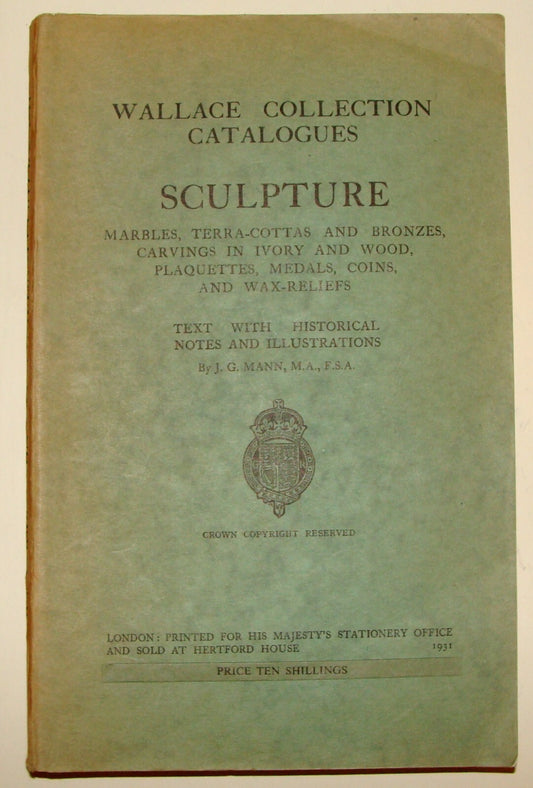 WALLACE COLLECTION
CATALOGUES
SCULPTURE
MARBLES, TERRA-COTTAS AND BRONZES,
CARVINGS IN IVORY AND WOOD,
PLAQUETTES, MEDALS, COINS,
AND WAX-RELIEFS
TEXT WITH HISTORICAL
NOTES AND ILLUSTRATIONS
By J. G. MANN, M.A., F.S.A.
CROWN COPYRIGHT RESERVED
LONDON: PRINTED FOR HIS MAJESTY'S STATIONERY OFFICE
AND SOLD AT HERTFORD HOUSE 1931
PRICE TEN SHILLINGS